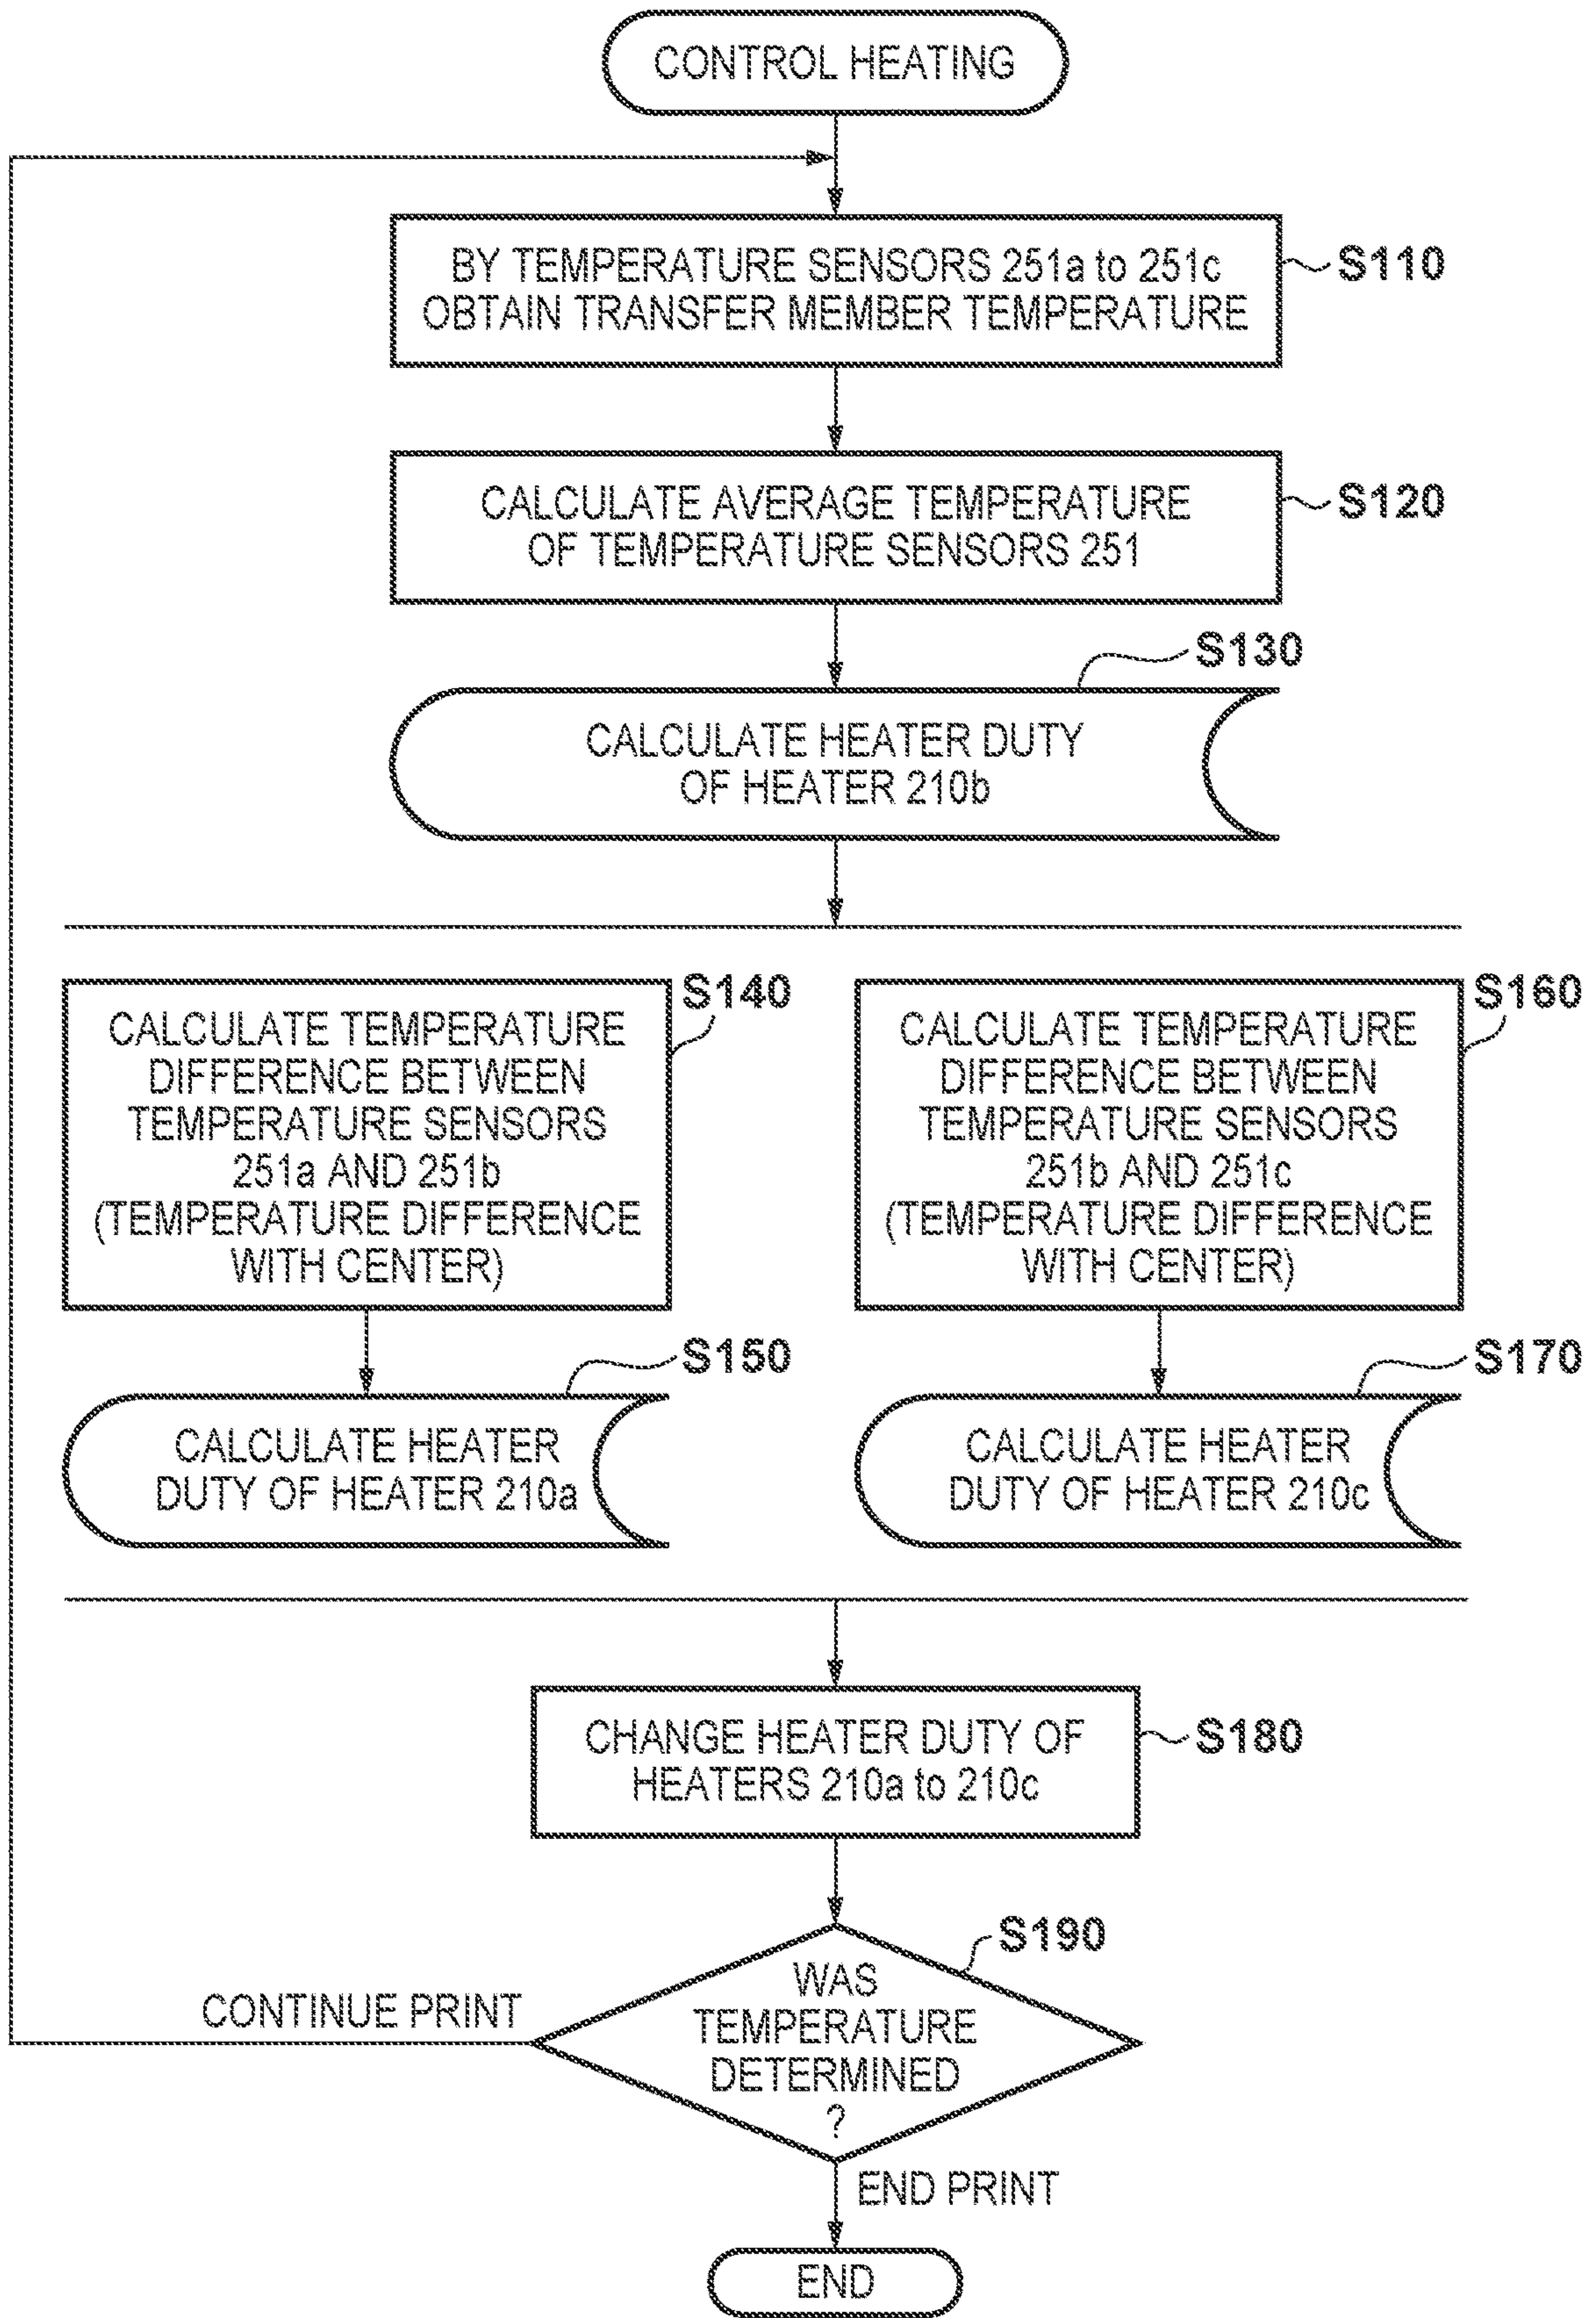 CONTROL HEATING
BY TEMPERATURE SENSORS 251a to 251c
OBTAIN TRANSFER MEMBER TEMPERATURE
S110
CALCULATE AVERAGE TEMPERATURE
OF TEMPERATURE SENSORS 251
S120
S130
CALCULATE HEATER DUTY
OF HEATER 210b
S140
CALCULATE TEMPERATURE
DIFFERENCE BETWEEN
TEMPERATURE SENSORS
251a AND 251b
(TEMPERATURE DIFFERENCE
WITH CENTER)
S160
CALCULATE TEMPERATURE
DIFFERENCE BETWEEN
TEMPERATURE SENSORS
251b AND 251c
(TEMPERATURE DIFFERENCE
WITH CENTER)
S150
CALCULATE HEATER
DUTY OF HEATER 210a
S170
CALCULATE HEATER
DUTY OF HEATER 210c
CHANGE HEATER DUTY OF
HEATERS 210a to 210c
S180
S190
WAS
TEMPERATURE
DETERMINED
?
CONTINUE PRINT
END PRINT
END